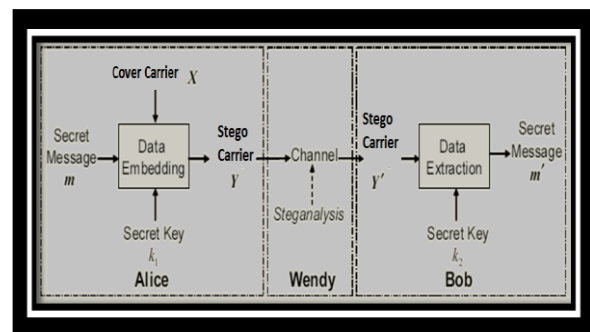 Cover Carrier X
Secret
Message
m
Data
Embedding
Stego
Carrier
Y
Secret Key
k₁
Alice
Channel
Steganalysis
Wendy
Stego
Carrier
Y′
Data
Extraction
Secret
Message
m′
Secret Key
k₂
Bob